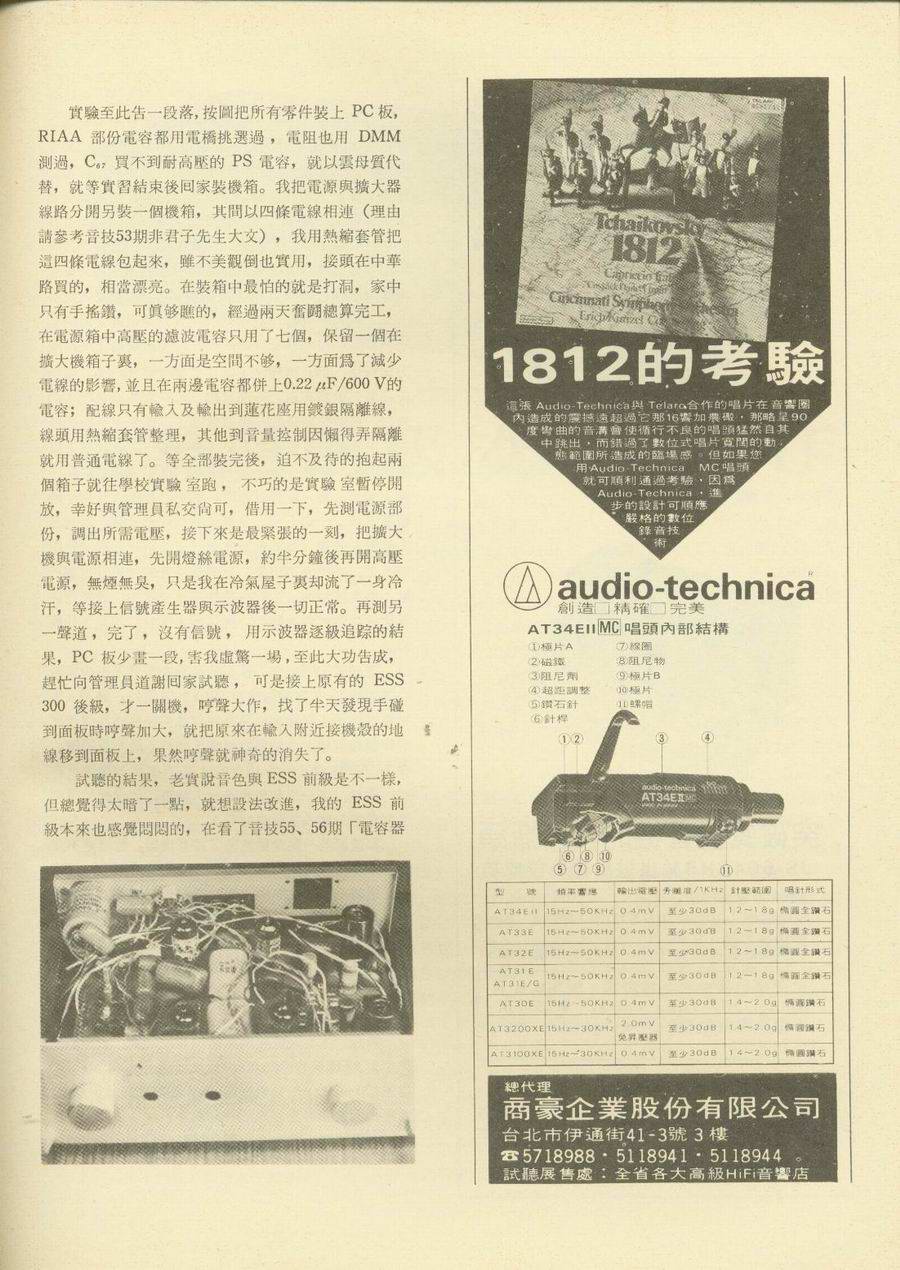 實驗至此告一段落,按圖把所有零件裝上 PC 板,
RIAA 部份電容都用電橋挑選過，電阻也用 DMM
測過，C₆₇ 買不到耐高壓的 PS 電容，就以雲母質代
替，就等實習結束後回家裝機箱。我把電源與擴大器
線路分開另裝一個機箱，其間以四條電線相連（理由
請參考音技53期非君子先生大文），我用熱縮套管把
這四條電線包起來，雖不美觀倒也實用，接頭在中華
路買的，相當漂亮。在裝箱中最怕的就是打洞，家中
只有手搖鑽，可眞够瞧的，經過兩天奮鬪總算完工，
在電源箱中高壓的濾波電容只用了七個，保留一個在
擴大機箱子裏，一方面是空間不够，一方面爲了減少
電線的影響,並且在兩邊電容都併上0.22 μF/600 V的
電容；配線只有輸入及輸出到蓮花座用鍍銀隔離線，
線頭用熱縮套管整理，其他到音量控制因懶得弄隔離
就用普通電線了。等全部裝完後，迫不及待的抱起兩
個箱子就往學校實驗室跑，不巧的是實驗室暫停開
放，幸好與管理員私交尙可，借用一下，先測電源部
份，調出所需電壓，接下來是最緊張的一刻，把擴大
機與電源相連，先開燈絲電源，約半分鐘後再開高壓
電源，無煙無臭，只是我在冷氣屋子裏却流了一身冷
汗，等接上信號產生器與示波器後一切正常。再測另
一聲道，完了，沒有信號，用示波器逐級追踪的結
果，PC 板少畫一段,害我虛驚一場,至此大功告成，
趕忙向管理員道謝回家試聽，可是接上原有的 ESS
300 後級，才一關機，哼聲大作，找了半天發現手碰
到面板時哼聲加大，就把原來在輸入附近接機殼的地
線移到面板上，果然哼聲就神奇的消失了。
試聽的結果，老實說音色與 ESS 前級是不一樣，
但總覺得太暗了一點，就想設法改進，我的 ESS 前
級本來也感覺悶悶的，在看了音技55、56期「電容器
TELARC
Tchaikovsky
1812
Cincinnati Symphony Orchestra
Erich Kunzel
1812的考驗
這張 Audio-Technica與 Telarc合作的唱片在音響圈
內造成的震撼遠超過它那16響加農砲，那略呈90
度彎曲的音溝會使循行不良的唱頭猛然自其
中跳出，而錯過了數位式唱片寬闊的動
態範圍所造成的臨場感。但如果您
用Audio-Technica MC唱頭
就可順利通過考驗，因爲
Audio-Technica，進
步的設計可順應
嚴格的數位
錄音技
術
audio-technica
創造□精確□完美
AT34EII MC 唱頭內部結構
①極片A ⑦線圈
②磁鐵 ⑧阻尼物
③阻尼劑 ⑨極片B
④超距調整 ⑩極片
⑤鑽石針 ⑪螺帽
⑥針桿
① ② ③ ④
audio-technica
AT34EII MC
⑥ ⑧ ⑩
⑤ ⑦ ⑨ ⑪
型 號 頻率響應 輸出電壓 分離度/1KHz 針壓範圍 唱針形式
AT34EII 15Hz～50KHz 0.4mV 至少30dB 1.2～1.8g 橢圓全鑽石
AT33E 15Hz～50KHz 0.4mV 至少30dB 1.2～1.8g 橢圓全鑽石
AT32E 15Hz～50KHz 0.4mV 至少30dB 1.2～1.8g 橢圓全鑽石
AT31E
AT31E/G 15Hz～50KHz 0.4mV 至少30dB 1.2～1.8g 橢圓全鑽石
AT30E 15Hz～50KHz 0.4mV 至少30dB 1.4～2.0g 橢圓鑽石
AT3200XE 15Hz～30KHz 2.0mV 免昇壓器 至少30dB 1.4～2.0g 橢圓鑽石
AT3100XE 15Hz～30KHz 0.4mV 至少30dB 1.4～2.0g 橢圓鑽石
總代理
商豪企業股份有限公司
台北市伊通街41-3號3樓
☎5718988・5118941・5118944。
試聽展售處：全省各大高級HiFi音響店